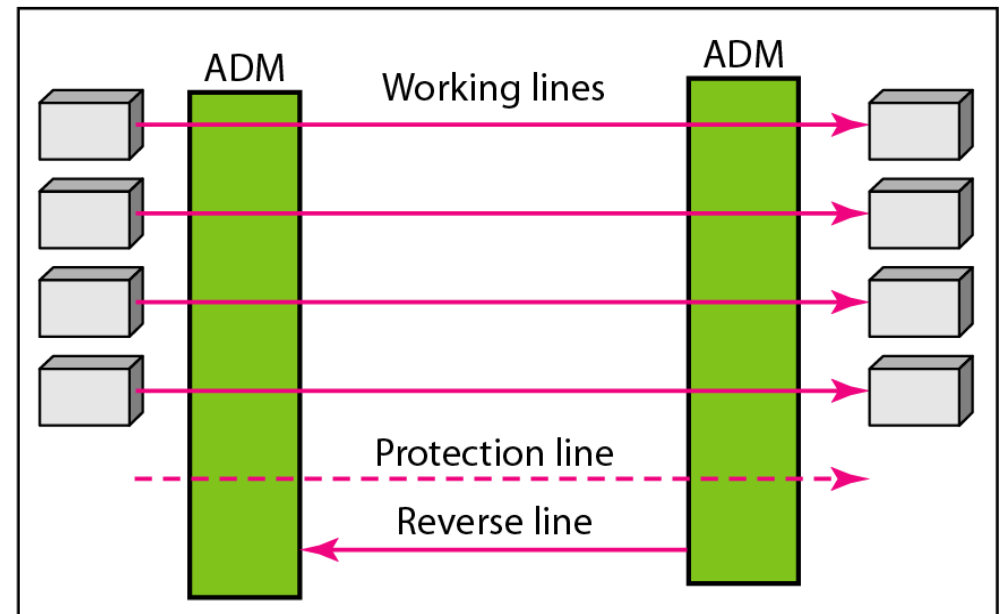 ADM
ADM
Working lines
Protection line
Reverse line